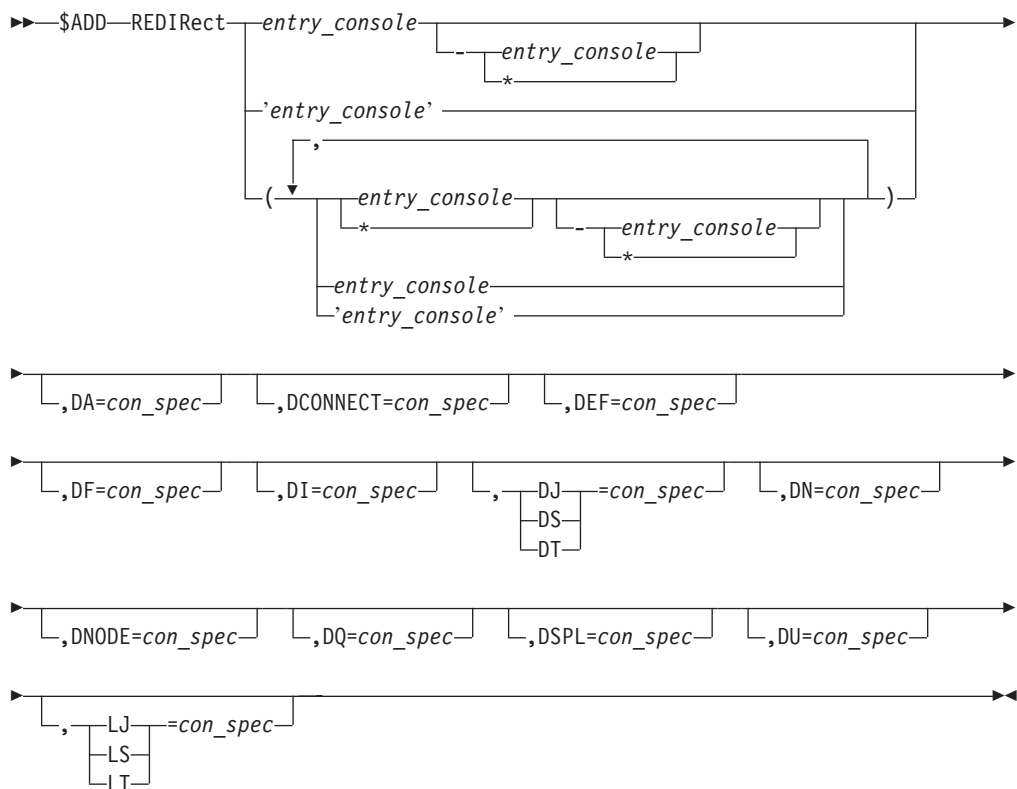 $ADD REDIRect entry_console
- entry_console
*
'entry_console'
,
( entry_console )
*
- entry_console
*
entry_console
'entry_console'
,DA=con_spec ,DCONNECT=con_spec ,DEF=con_spec
,DF=con_spec ,DI=con_spec , DJ =con_spec ,DN=con_spec
DS
DT
,DNODE=con_spec ,DQ=con_spec ,DSPL=con_spec ,DU=con_spec
, LJ =con_spec
LS
LT